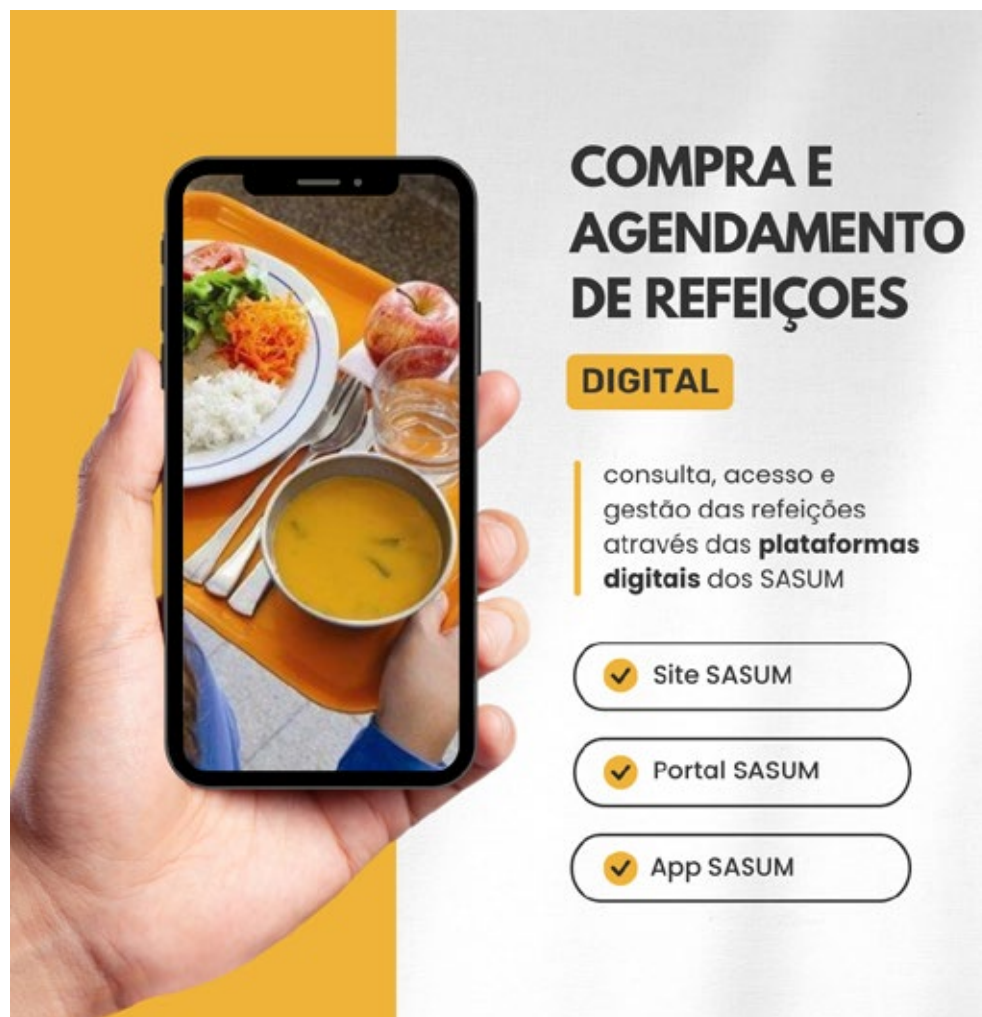 COMPRA E
AGENDAMENTO
DE REFEIÇOES
DIGITAL
consulta, acesso e
gestão das refeições
através das plataformas
digitais dos SASUM
Site SASUM
Portal SASUM
App SASUM